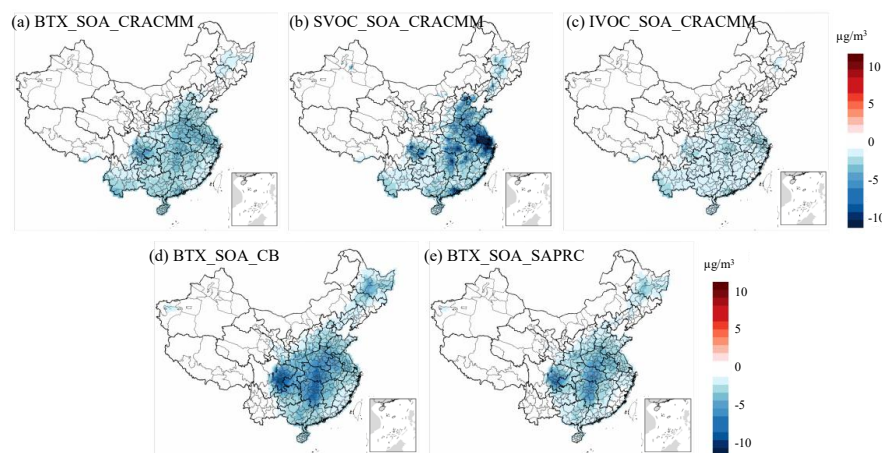 (a) BTX_SOA_CRACMM (b) SVOC_SOA_CRACMM (c) IVOC_SOA_CRACMM
µg/m³
10
5
0
-5
-10
(d) BTX_SOA_CB (e) BTX_SOA_SAPRC
µg/m³
10
5
0
-5
-10